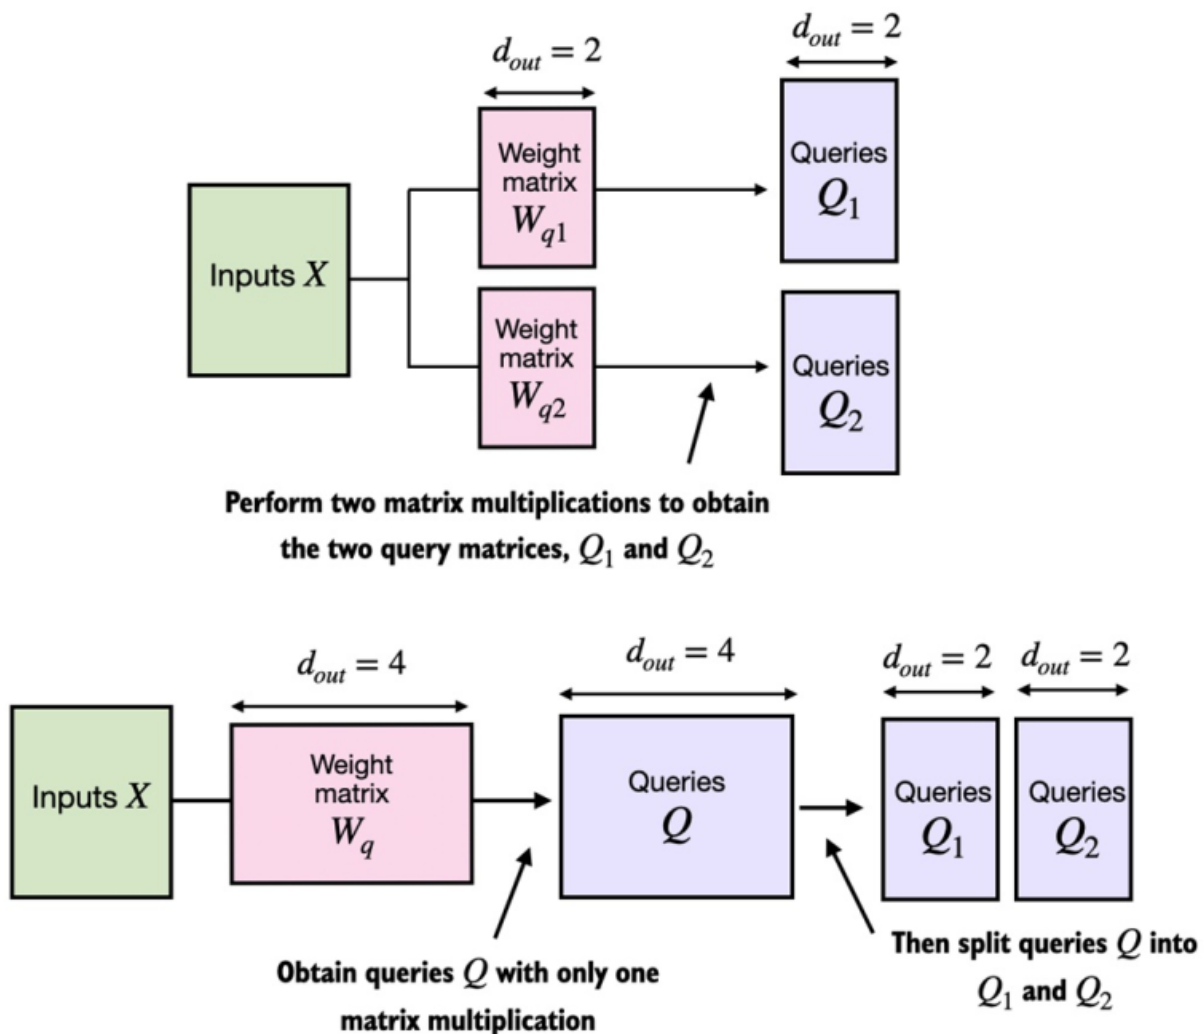 d_out = 2
d_out = 2
Weight
matrix
W_q1
Queries
Q_1
Inputs X
Weight
matrix
W_q2
Queries
Q_2
Perform two matrix multiplications to obtain
the two query matrices, Q_1 and Q_2
d_out = 4
d_out = 4
d_out = 2
d_out = 2
Inputs X
Weight
matrix
W_q
Queries
Q
Queries
Q_1
Queries
Q_2
Obtain queries Q with only one
matrix multiplication
Then split queries Q into
Q_1 and Q_2